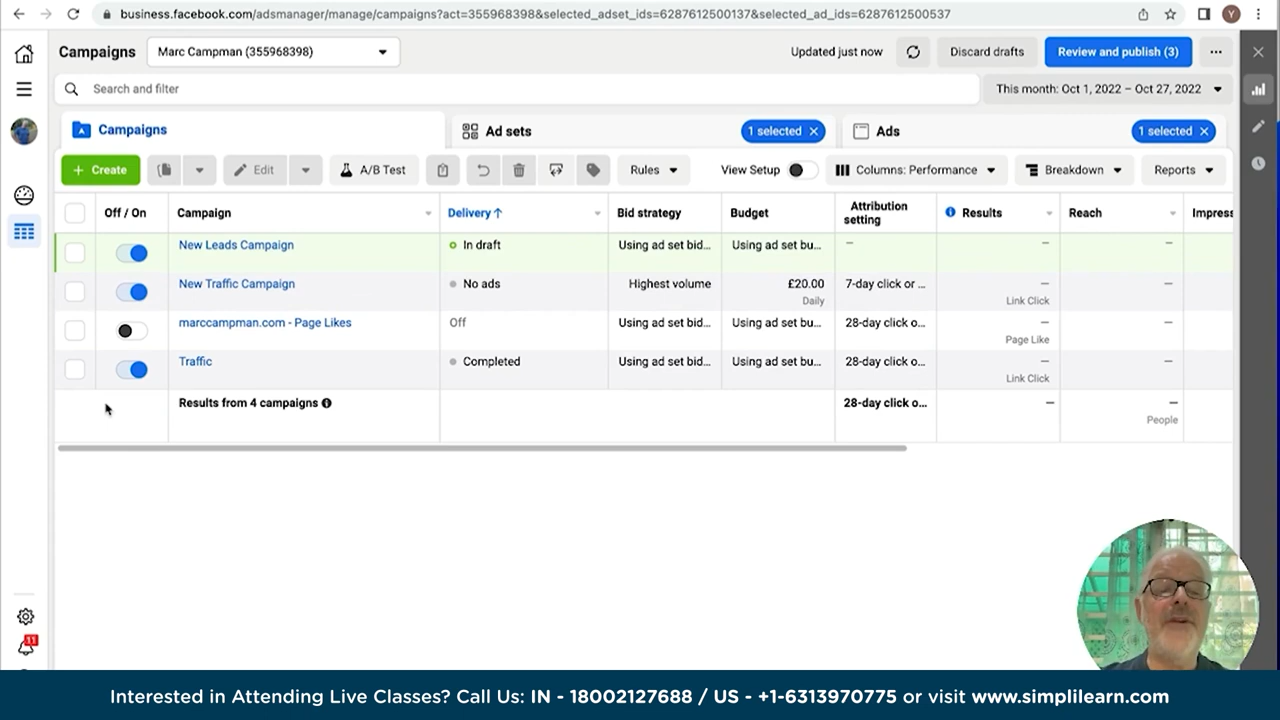 business.facebook.com/adsmanager/manage/campaigns?act=355968398&selected_adset_ids=6287612500137&selected_ad_ids=6287612500537
Y
Campaigns
Marc Campman (355968398)
Updated just now
Discard drafts
Review and publish (3)
Search and filter
This month: Oct 1, 2022 – Oct 27, 2022
Campaigns
Ad sets
1 selected
Ads
1 selected
+ Create
Edit
A/B Test
Rules
View Setup
Columns: Performance
Breakdown
Reports
Off / On
Campaign
Delivery ↑
Bid strategy
Budget
Attribution
setting
Results
Reach
Impress
New Leads Campaign
In draft
Using ad set bid...
Using ad set bu...
–
–
–
New Traffic Campaign
No ads
Highest volume
£20.00
Daily
7-day click or ...
–
Link Click
–
marccampman.com - Page Likes
Off
Using ad set bid...
Using ad set bu...
28-day click o...
–
Page Like
–
Traffic
Completed
Using ad set bid...
Using ad set bu...
28-day click o...
–
Link Click
–
Results from 4 campaigns
28-day click o...
–
–
People
11
Interested in Attending Live Classes? Call Us: IN - 18002127688 / US - +1-6313970775 or visit www.simplilearn.com